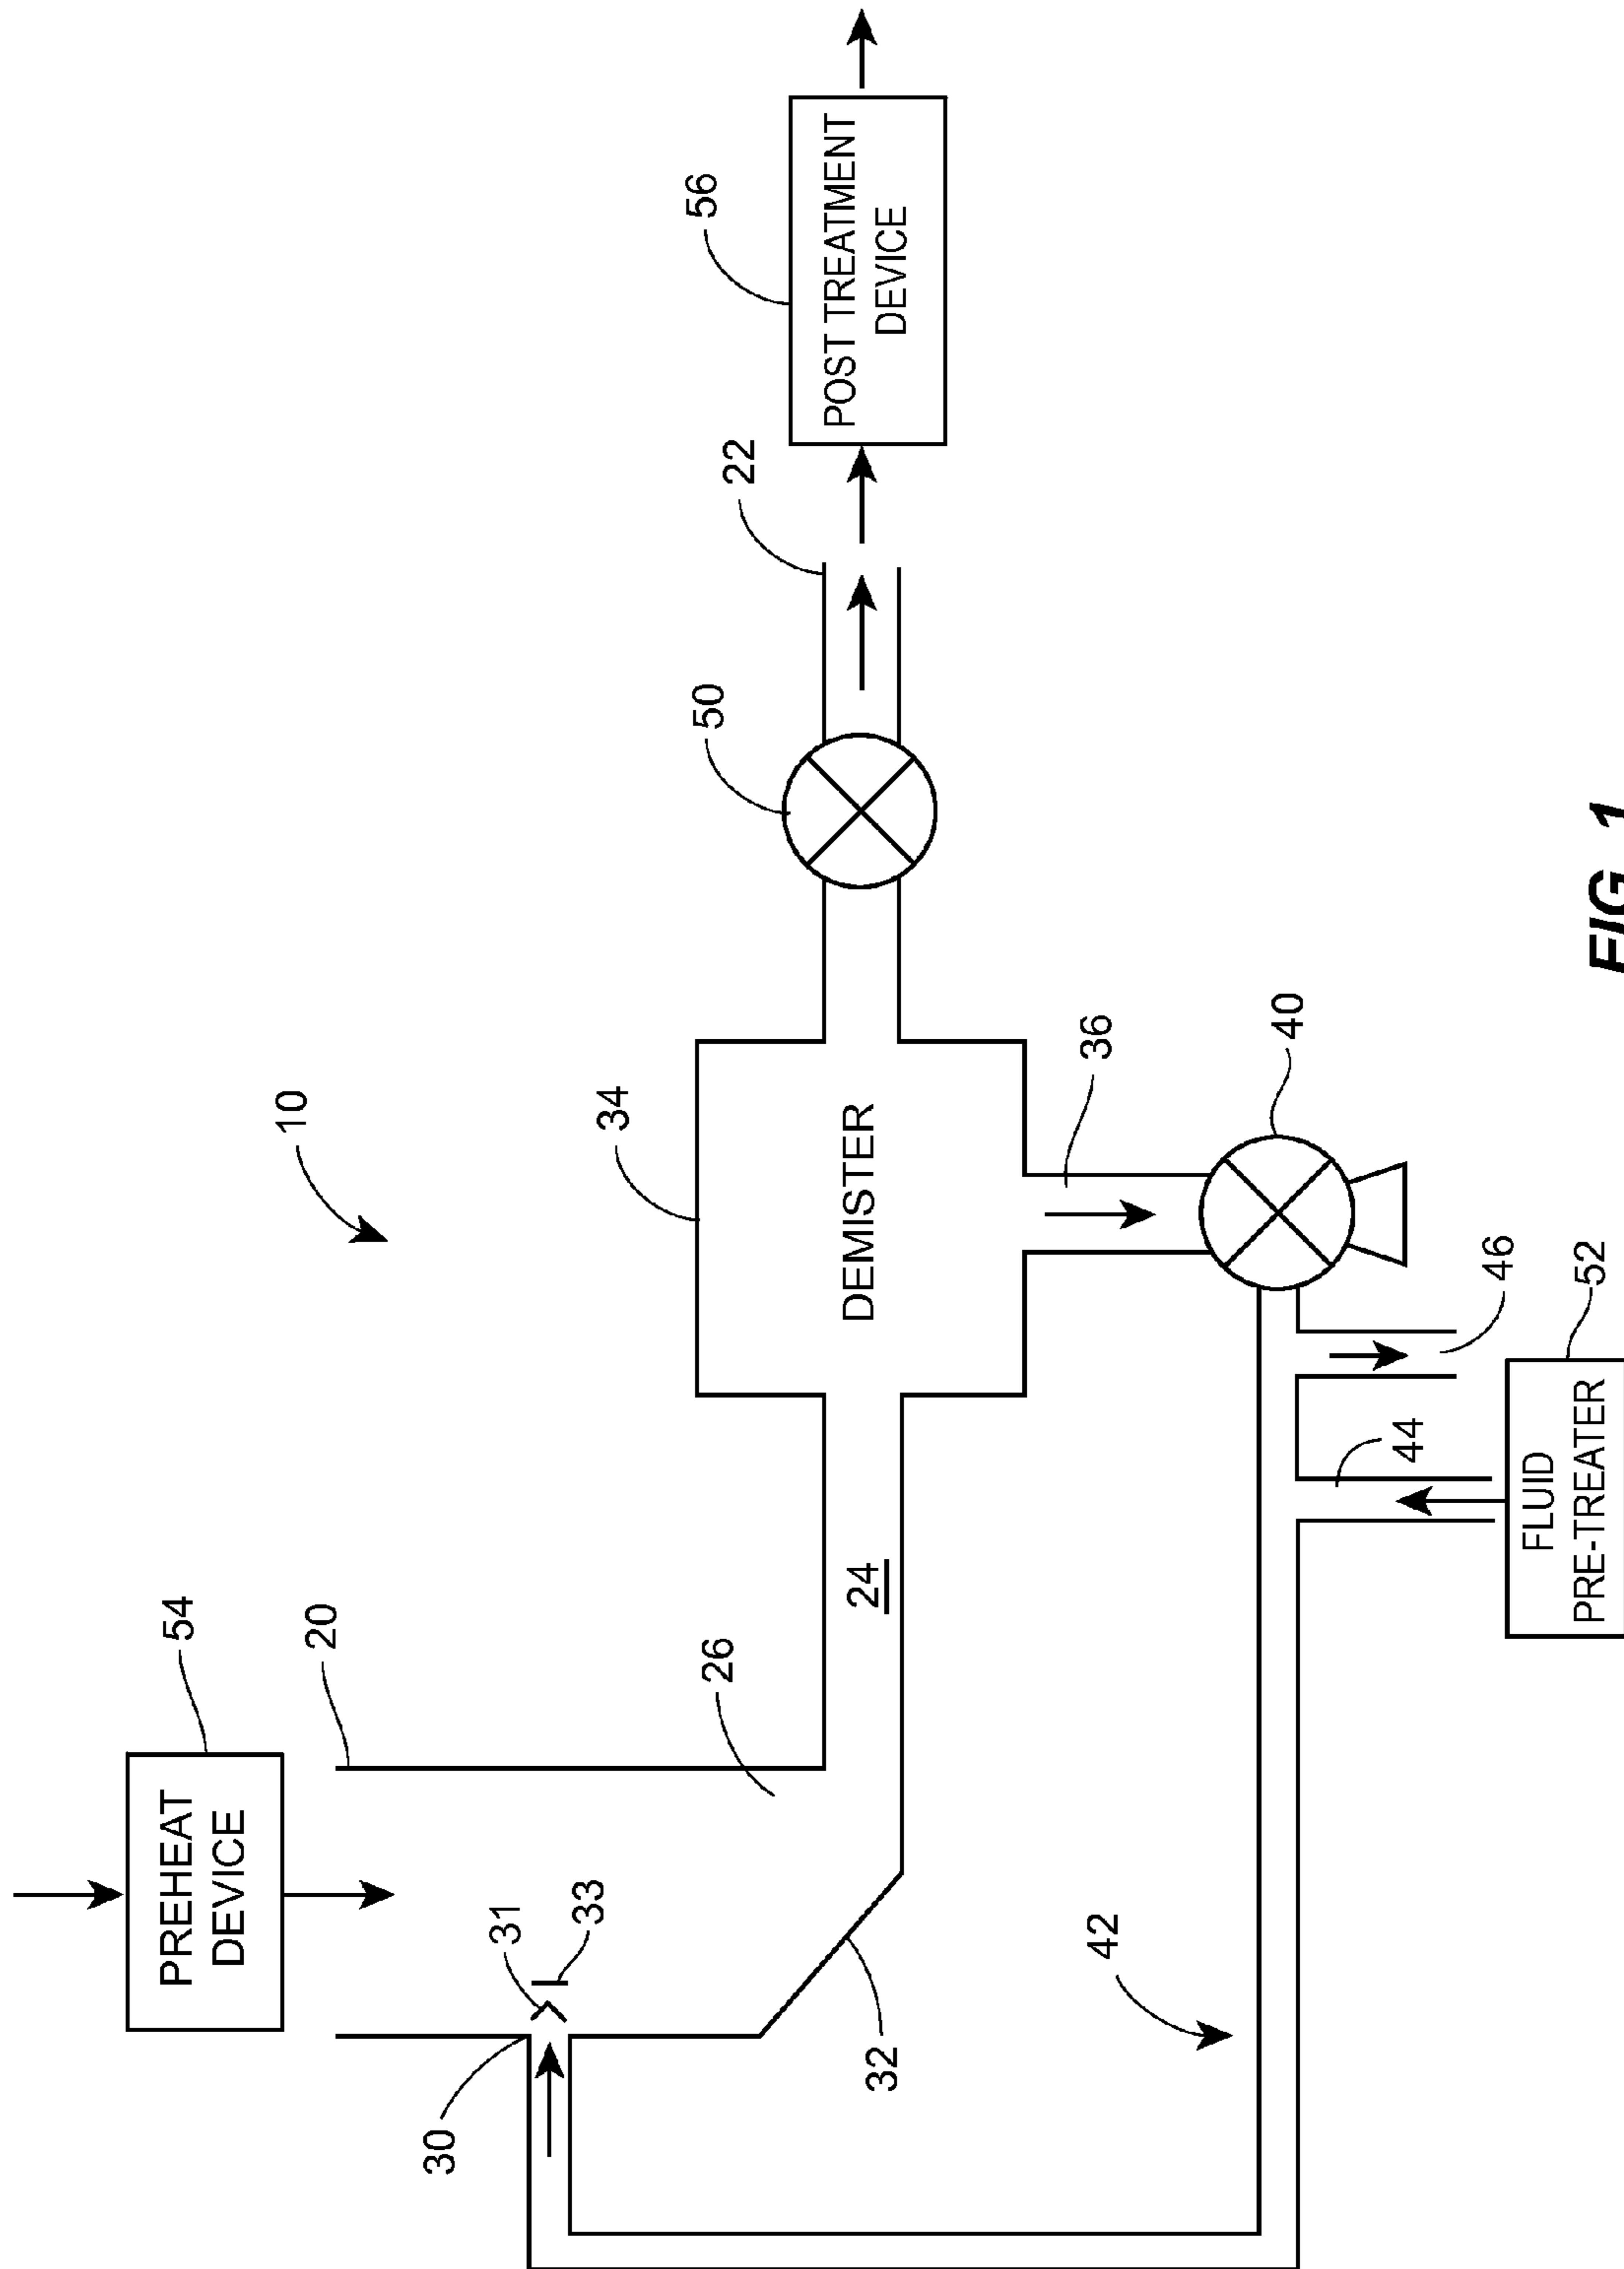 54
PREHEAT
DEVICE
10
20
30
31
33
34
56
50
26
22
POST TREATMENT
DEVICE
DEMISTER
24
32
36
42
40
44
46
FLUID
PRE-TREATER
52
FIG. 1